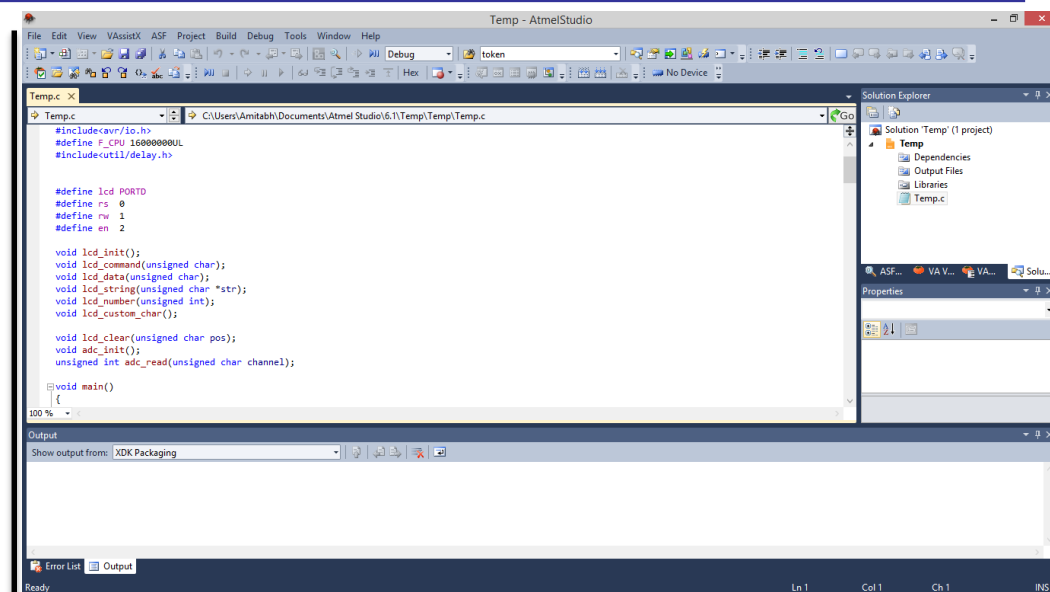 Temp - AtmelStudio
File Edit View VAssistX ASF Project Build Debug Tools Window Help
Debug token
Hex No Device
Temp.c
Temp.c C:\Users\Amitabh\Documents\Atmel Studio\6.1\Temp\Temp\Temp.c Go
#include<avr/io.h>
#define F_CPU 16000000UL
#include<util/delay.h>
#define lcd PORTD
#define rs 0
#define rw 1
#define en 2
void lcd_init();
void lcd_command(unsigned char);
void lcd_data(unsigned char);
void lcd_string(unsigned char *str);
void lcd_number(unsigned int);
void lcd_custom_char();
void lcd_clear(unsigned char pos);
void adc_init();
unsigned int adc_read(unsigned char channel);
void main()
{
100 %
Solution Explorer
Solution 'Temp' (1 project)
Temp
Dependencies
Output Files
Libraries
Temp.c
ASF... VA V... VA... Solu...
Properties
Output
Show output from: XDK Packaging
Error List Output
Ready Ln 1 Col 1 Ch 1 INS